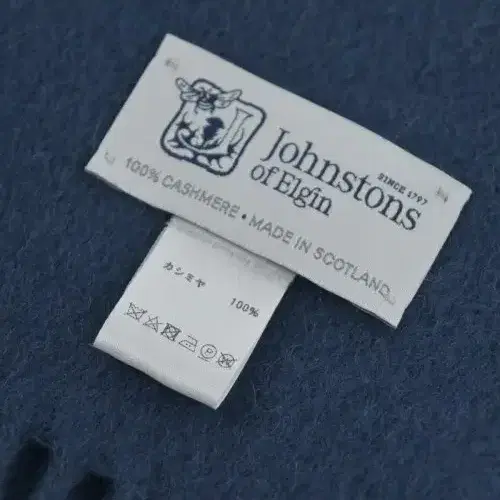 Johnstons
of Elgin
SINCE 1797
100% CASHMERE • MADE IN SCOTLAND
カシミヤ 100%